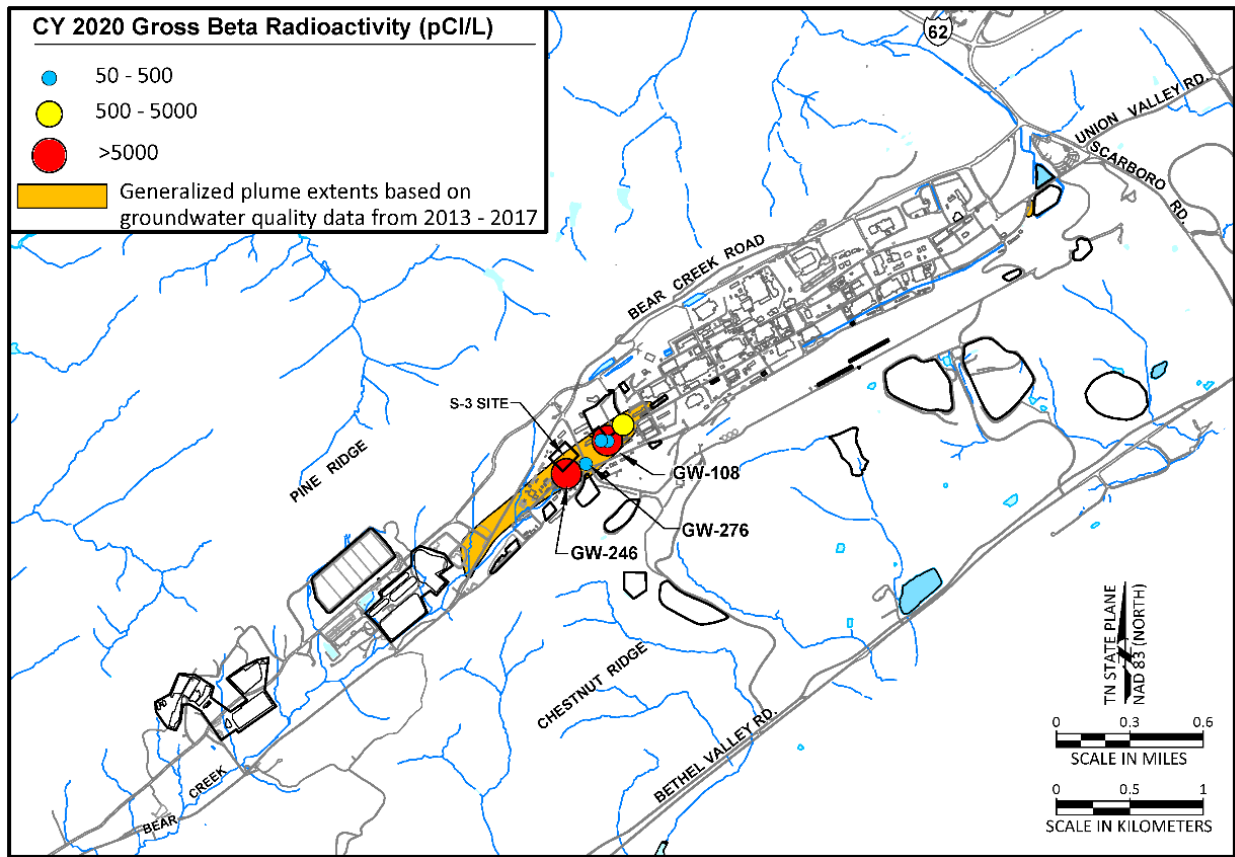 CY 2020 Gross Beta Radioactivity (pCI/L)
50 - 500
500 - 5000
>5000
Generalized plume extents based on
groundwater quality data from 2013 - 2017
62
UNION VALLEY RD.
SCARBORO RD.
BEAR CREEK ROAD
S-3 SITE
PINE RIDGE
GW-108
GW-276
GW-246
CHESTNUT RIDGE
BETHEL VALLEY RD.
BEAR CREEK
TN STATE PLANE
NAD 83 (NORTH)
0 0.3 0.6
SCALE IN MILES
0 0.5 1
SCALE IN KILOMETERS